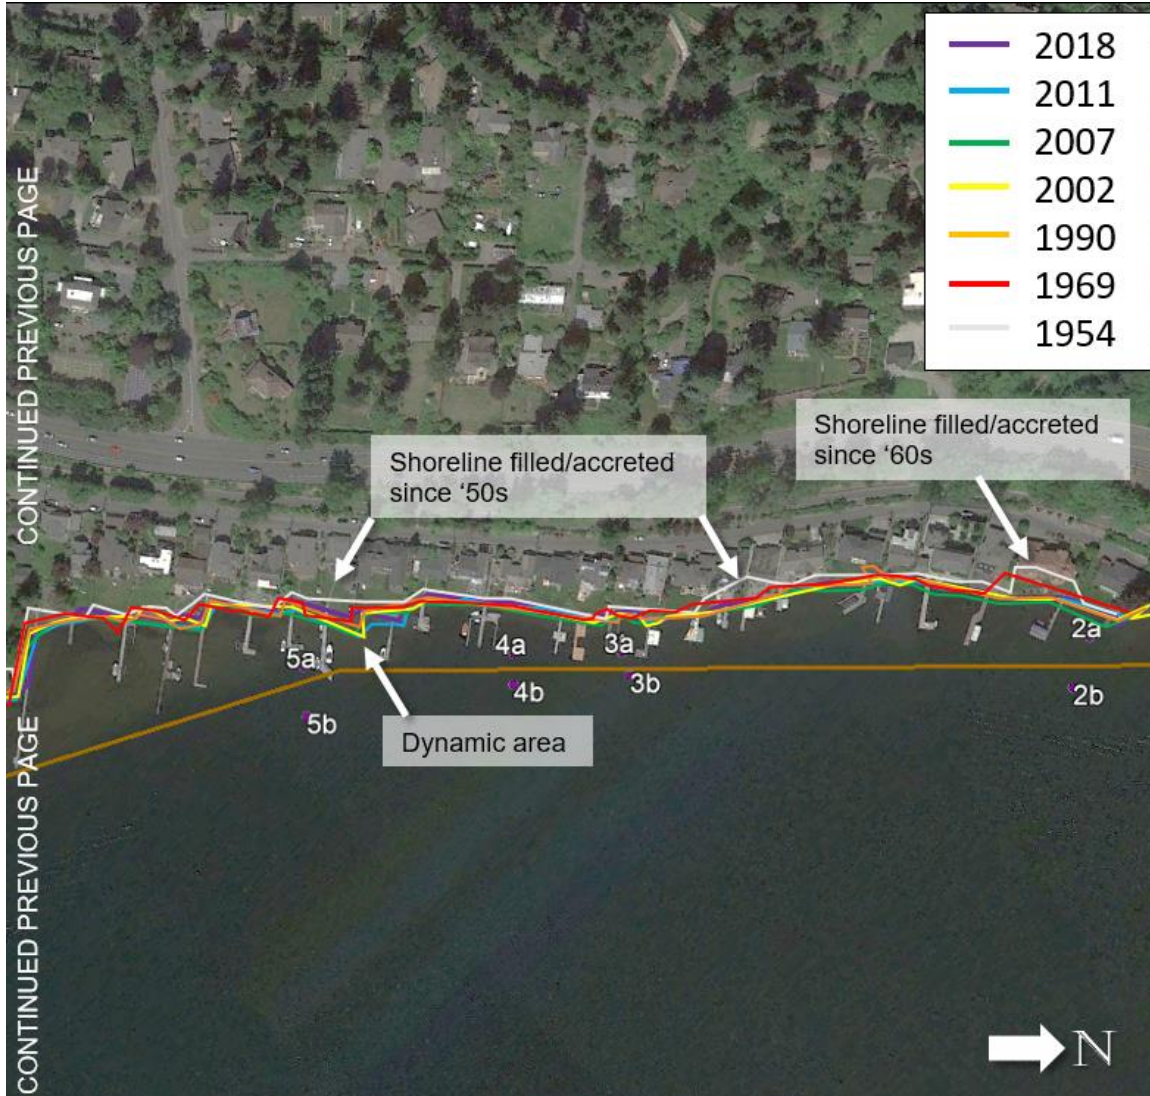 2018
2011
2007
2002
1990
1969
1954
CONTINUED PREVIOUS PAGE
Shoreline filled/accreted
since ‘60s
Shoreline filled/accreted
since ‘50s
2a
4a
3a
5a
3b
4b
2b
5b
Dynamic area
CONTINUED PREVIOUS PAGE
N